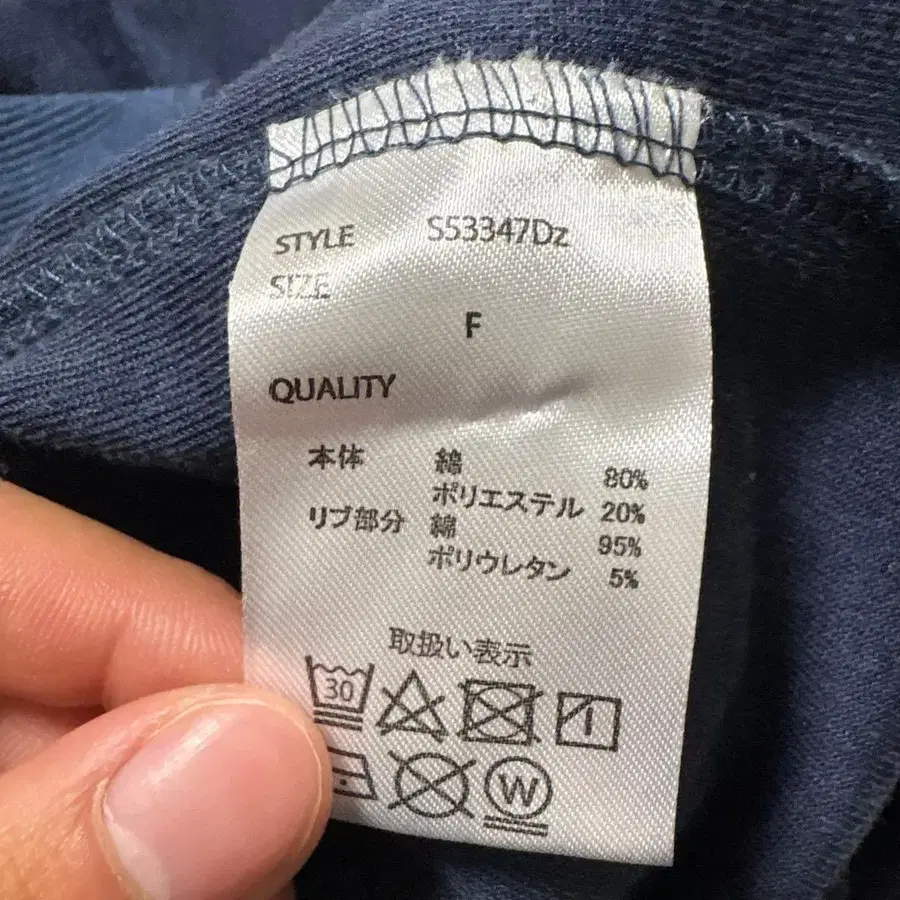 STYLE S53347Dz
SIZE
F
QUALITY
本体 綿 80%
ポリエステル 20%
リブ部分 綿 95%
ポリウレタン 5%
取扱い表示
30
W